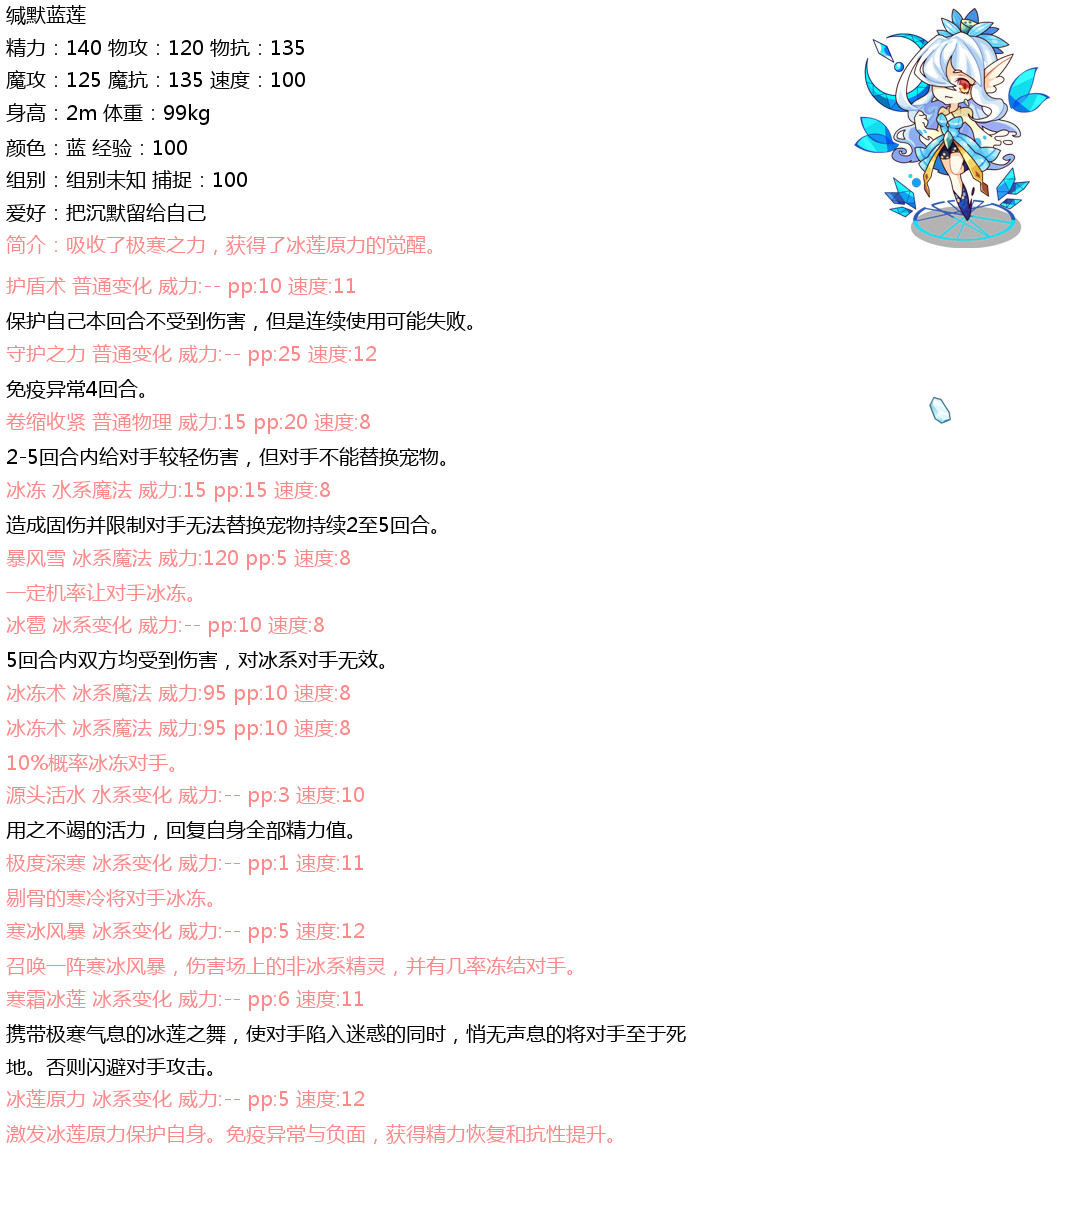 缄默蓝莲
精力：140 物攻：120 物抗：135
魔攻：125 魔抗：135 速度：100
身高：2m 体重：99kg
颜色：蓝 经验：100
组别：组别未知 捕捉：100
爱好：把沉默留给自己
简介：吸收了极寒之力，获得了冰莲原力的觉醒。
护盾术 普通变化 威力:-- pp:10 速度:11
保护自己本回合不受到伤害，但是连续使用可能失败。
守护之力 普通变化 威力:-- pp:25 速度:12
免疫异常4回合。
卷缩收紧 普通物理 威力:15 pp:20 速度:8
2-5回合内给对手较轻伤害，但对手不能替换宠物。
冰冻 水系魔法 威力:15 pp:15 速度:8
造成固伤并限制对手无法替换宠物持续2至5回合。
暴风雪 冰系魔法 威力:120 pp:5 速度:8
一定机率让对手冰冻。
冰雹 冰系变化 威力:-- pp:10 速度:8
5回合内双方均受到伤害，对冰系对手无效。
冰冻术 冰系魔法 威力:95 pp:10 速度:8
冰冻术 冰系魔法 威力:95 pp:10 速度:8
10%概率冰冻对手。
源头活水 水系变化 威力:-- pp:3 速度:10
用之不竭的活力，回复自身全部精力值。
极度深寒 冰系变化 威力:-- pp:1 速度:11
剔骨的寒冷将对手冰冻。
寒冰风暴 冰系变化 威力:-- pp:5 速度:12
召唤一阵寒冰风暴，伤害场上的非冰系精灵，并有几率冻结对手。
寒霜冰莲 冰系变化 威力:-- pp:6 速度:11
携带极寒气息的冰莲之舞，使对手陷入迷惑的同时，悄无声息的将对手至于死
地。否则闪避对手攻击。
冰莲原力 冰系变化 威力:-- pp:5 速度:12
激发冰莲原力保护自身。免疫异常与负面，获得精力恢复和抗性提升。